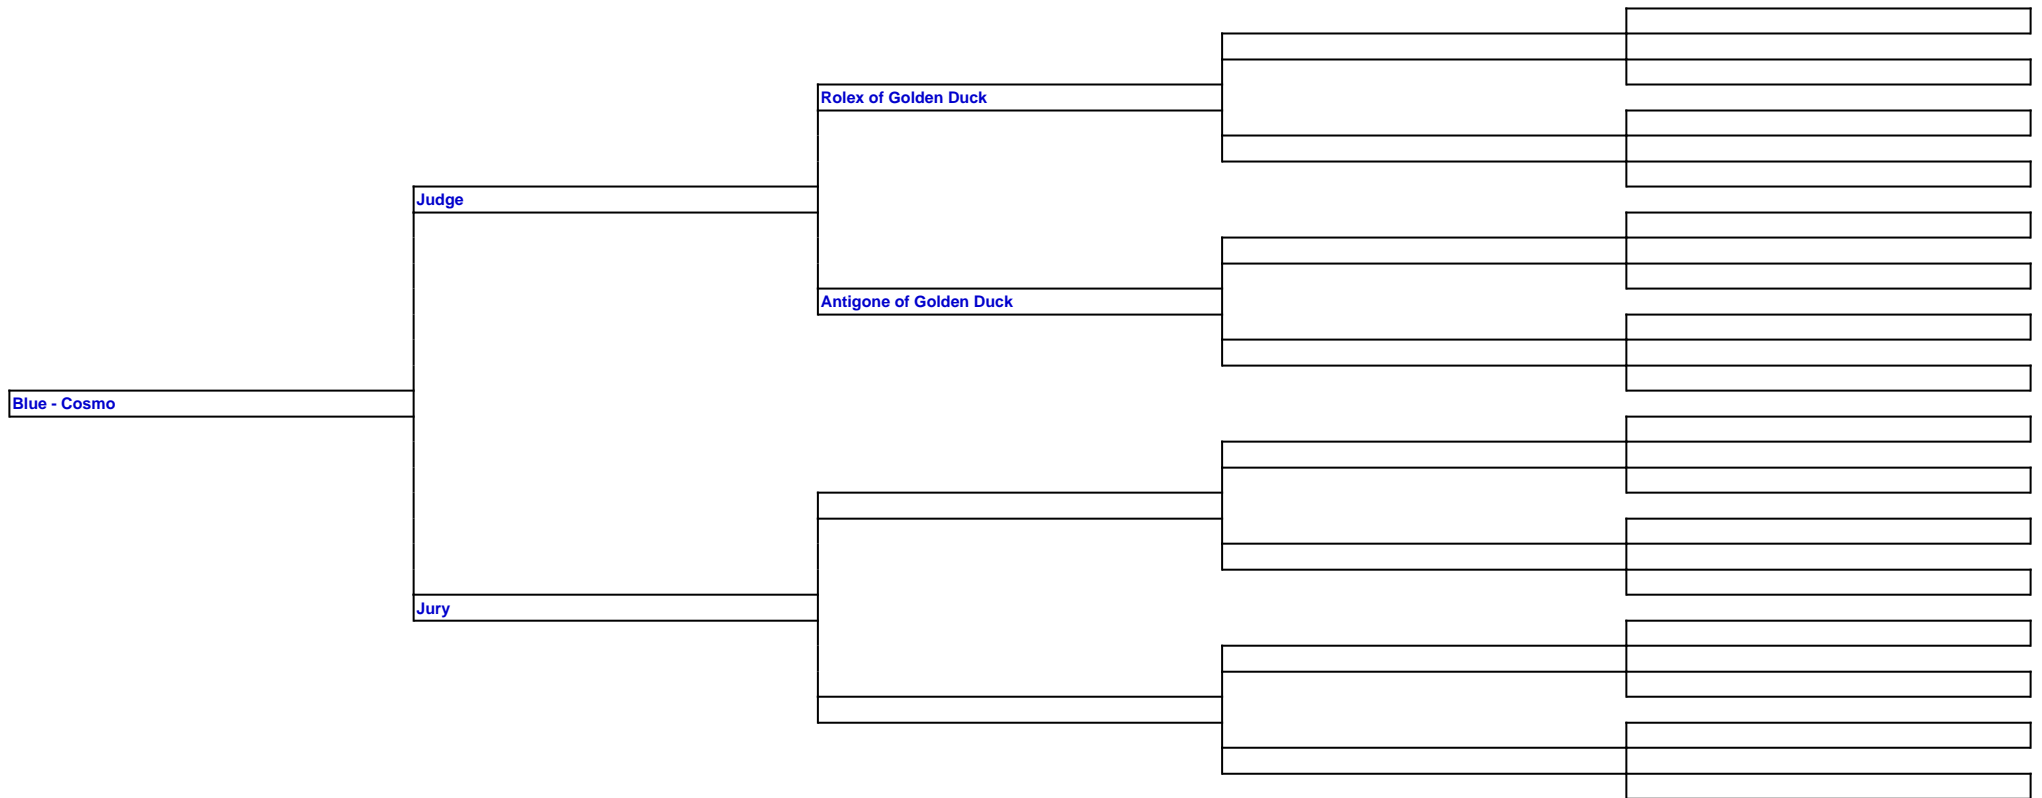 Rolex of Golden Duck
Judge
Antigone of Golden Duck
Blue - Cosmo
Jury